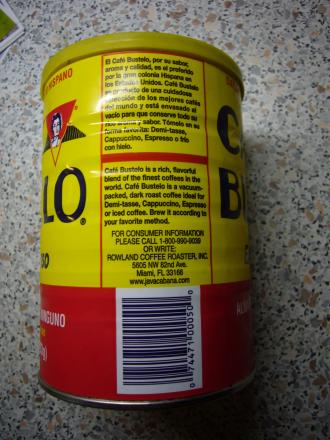 HISPANO
El Café Bustelo, por su sabor,
aroma y calidad, es el preferido
por la gran colonia Hispana en
los Estados Unidos. Café Bustelo
es producto de una cuidadosa
selección de los mejores cafés
del mundo y está envasado al
vacío para que conserve todo su
rico aroma y sabor. Tómelo en su
forma favorita: Demi-tasse,
Cappuccino, Espresso o frío
con hielo.
LO®
Café Bustelo is a rich, flavorful
blend of the finest coffees in the
world. Café Bustelo is a vacuum-
packed, dark roast coffee ideal for
Demi-tasse, Cappuccino, Espresso
or iced coffee. Brew it according to
your favorite method.
FOR CONSUMER INFORMATION
PLEASE CALL 1-800-990-9039
OR WRITE:
ROWLAND COFFEE ROASTER, INC.
5605 NW 82nd Ave.
Miami, FL 33166
www.javacabana.com
NINGUNO
0 74471 00050 0